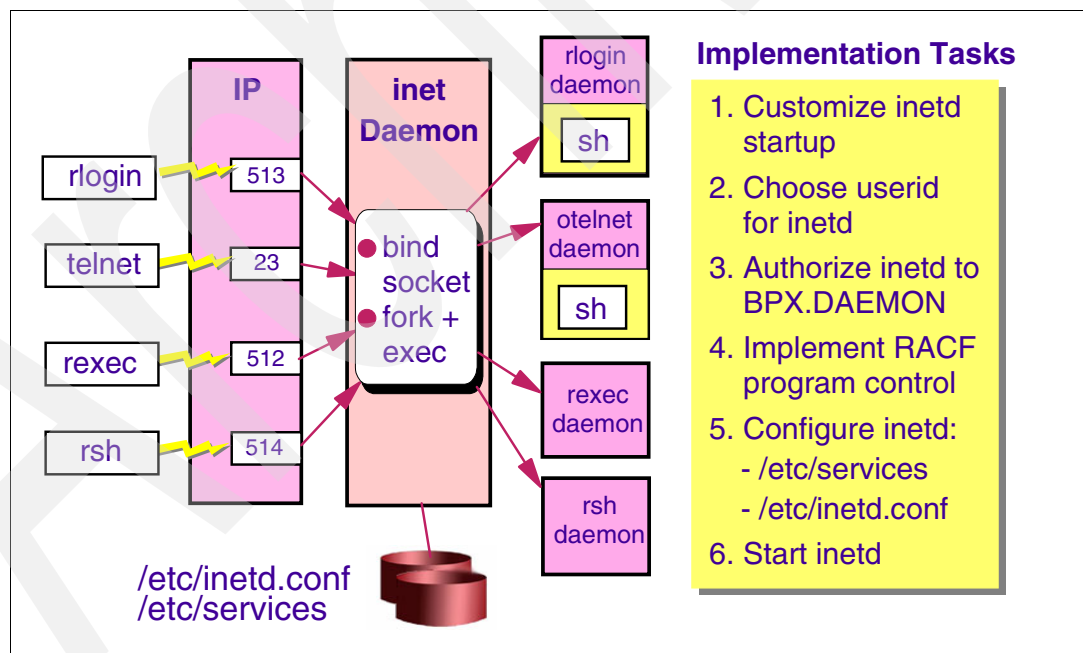 IP
inet
Daemon
rlogin
513
telnet
23
rexec
512
rsh
514
bind
socket
fork +
exec
rlogin
daemon
sh
otelnet
daemon
sh
rexec
daemon
rsh
daemon
/etc/inetd.conf
/etc/services
Implementation Tasks
1. Customize inetd
startup
2. Choose userid
for inetd
3. Authorize inetd to
BPX.DAEMON
4. Implement RACF
program control
5. Configure inetd:
- /etc/services
- /etc/inetd.conf
6. Start inetd